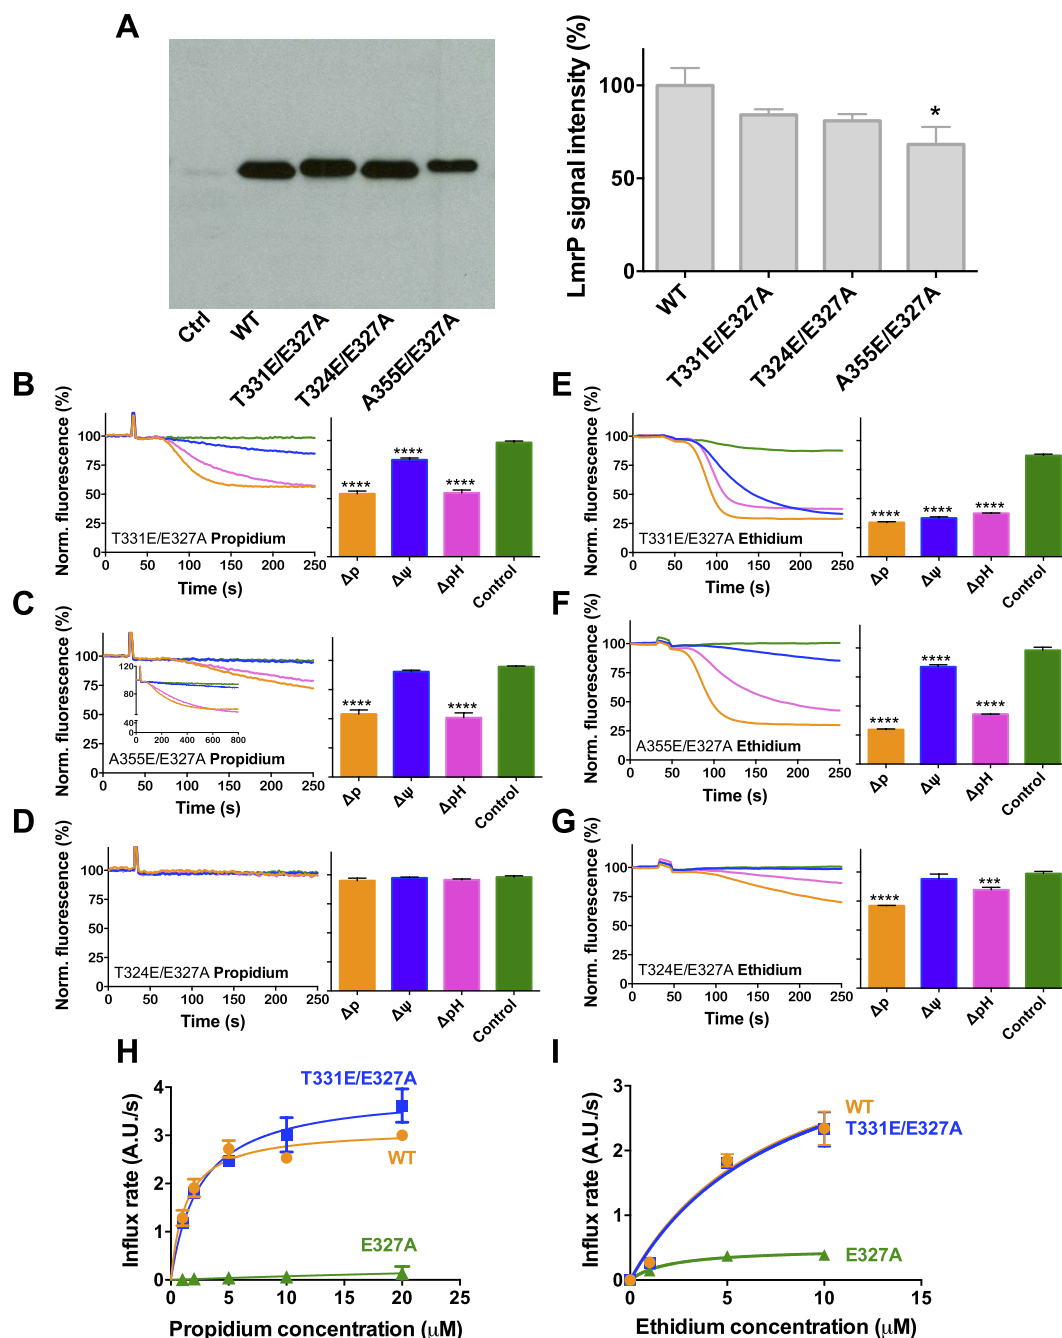 A
Ctrl
WT
T331E/E327A
T324E/E327A
A355E/E327A
LmrP signal intensity (%)
100
50
0
*
WT
T331E/E327A
T324E/E327A
A355E/E327A
B
Norm. fluorescence (%)
100
75
50
25
0
T331E/E327A Propidium
0 50 100 150 200 250
Time (s)
**** **** ****
Δp Δψ ΔpH Control
E
Norm. fluorescence (%)
100
75
50
25
0
T331E/E327A Ethidium
0 50 100 150 200 250
Time (s)
**** **** ****
Δp Δψ ΔpH Control
C
Norm. fluorescence (%)
100
75
50
25
0
120
80
40
0
0 200 400 600 800
A355E/E327A Propidium
0 50 100 150 200 250
Time (s)
**** ****
Δp Δψ ΔpH Control
F
Norm. fluorescence (%)
100
75
50
25
0
A355E/E327A Ethidium
0 50 100 150 200 250
Time (s)
**** **** ****
Δp Δψ ΔpH Control
D
Norm. fluorescence (%)
100
75
50
25
0
T324E/E327A Propidium
0 50 100 150 200 250
Time (s)
Δp Δψ ΔpH Control
G
Norm. fluorescence (%)
100
75
50
25
0
T324E/E327A Ethidium
0 50 100 150 200 250
Time (s)
**** ***
Δp Δψ ΔpH Control
H
Influx rate (A.U./s)
4
3
2
1
0
T331E/E327A
WT
E327A
0 5 10 15 20 25
Propidium concentration (μM)
I
Influx rate (A.U./s)
3
2
1
0
WT
T331E/E327A
E327A
0 5 10 15
Ethidium concentration (μM)